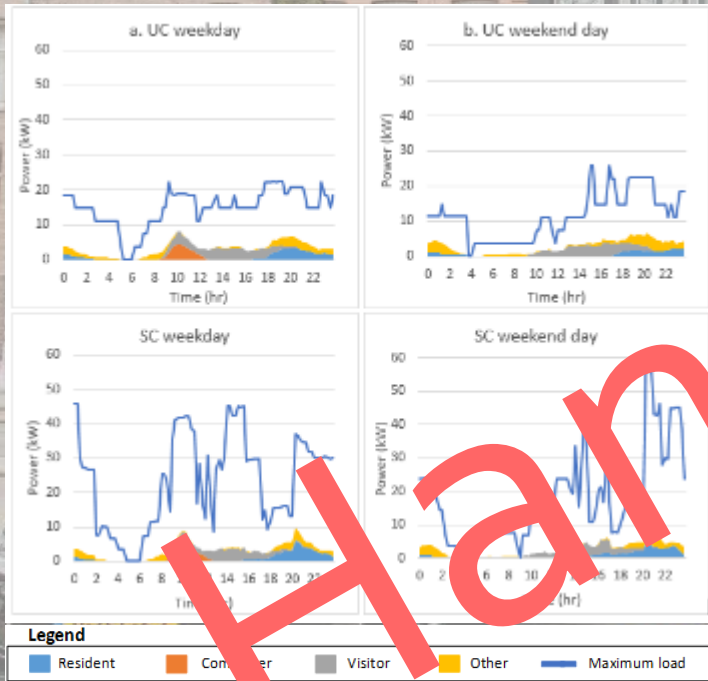 a. UC weekday
60
50
40
30
20
10
0
Power (kW)
0 2 4 6 8 10 12 14 16 18 20 22
Time (hr)
b. UC weekend day
60
50
40
30
20
10
0
Power (kW)
0 2 4 6 8 10 12 14 16 18 20 22
Time (hr)
SC weekday
60
50
40
30
20
10
0
Power (kW)
0 2 4 6 8 14 16 18 20
SC weekend day
60
50
40
30
20
10
0
Power (kW)
0 2 6 8 12 14 16 18 22
(hr)
Han
Legend
Resident
Visitor
Other
Maximum load